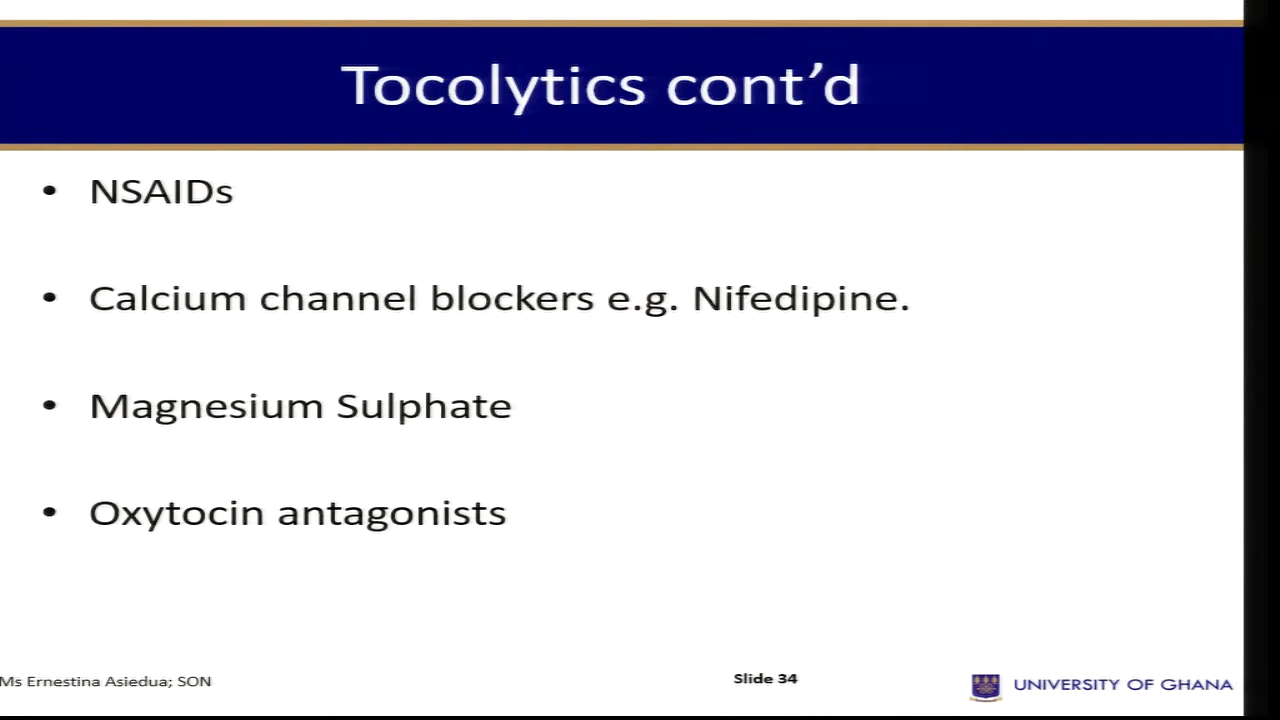 Tocolytics cont’d
• NSAIDs
• Calcium channel blockers e.g. Nifedipine.
• Magnesium Sulphate
• Oxytocin antagonists
Ms Ernestina Asiedua; SON
Slide 34
UNIVERSITY OF GHANA